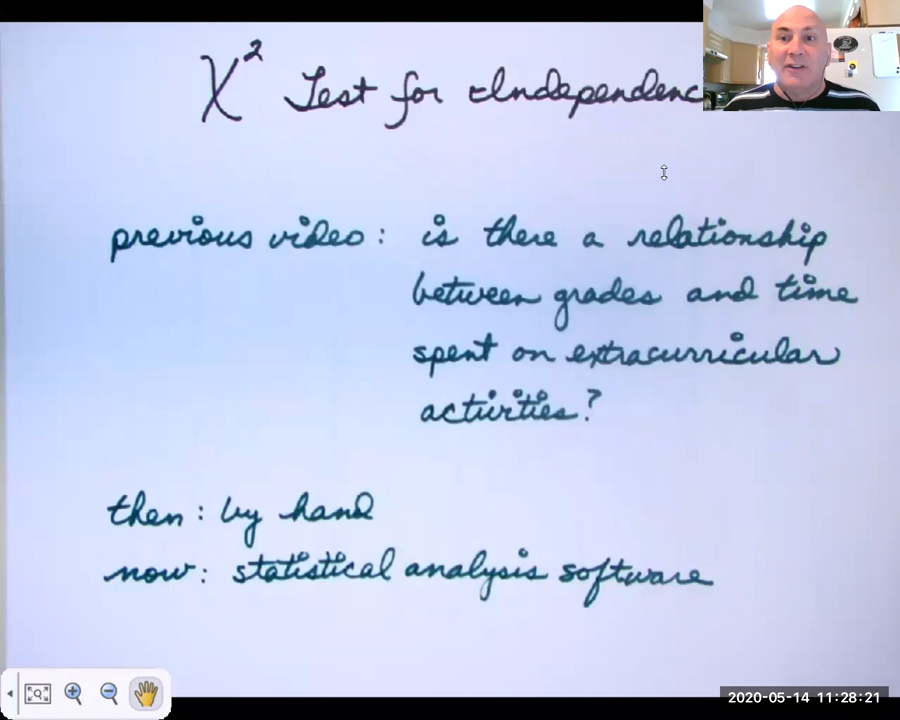 χ² Test for Independenc
previous video: is there a relationship
between grades and time
spent on extracurricular
activities?
then: by hand
now: statistical analysis software
2020-05-14 11:28:21